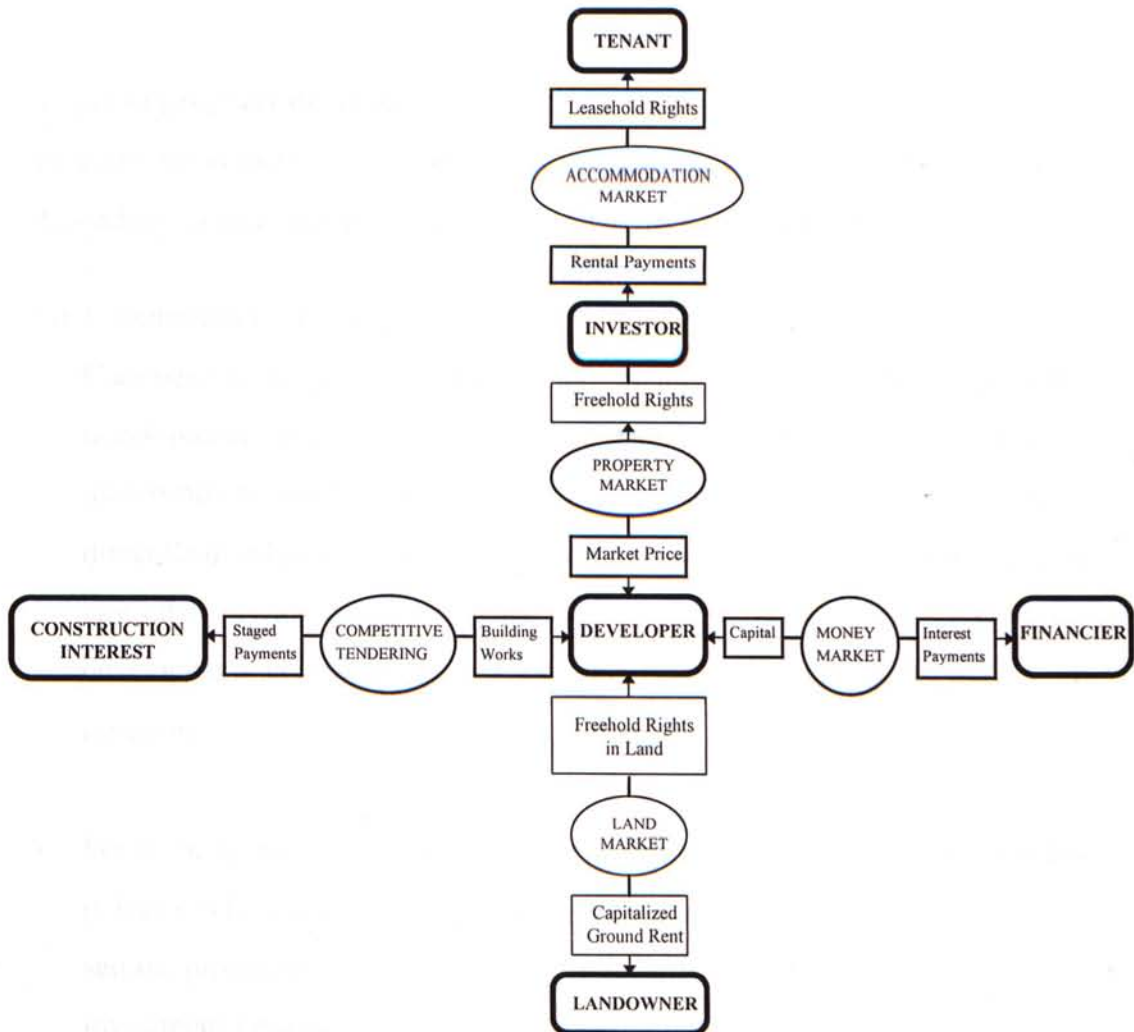 TENANT
Leasehold Rights
ACCOMMODATION
MARKET
Rental Payments
INVESTOR
Freehold Rights
PROPERTY
MARKET
Market Price
CONSTRUCTION
INTEREST
Staged
Payments
COMPETITIVE
TENDERING
Building
Works
DEVELOPER
Capital
MONEY
MARKET
Interest
Payments
FINANCIER
Freehold Rights
in Land
LAND
MARKET
Capitalized
Ground Rent
LANDOWNER